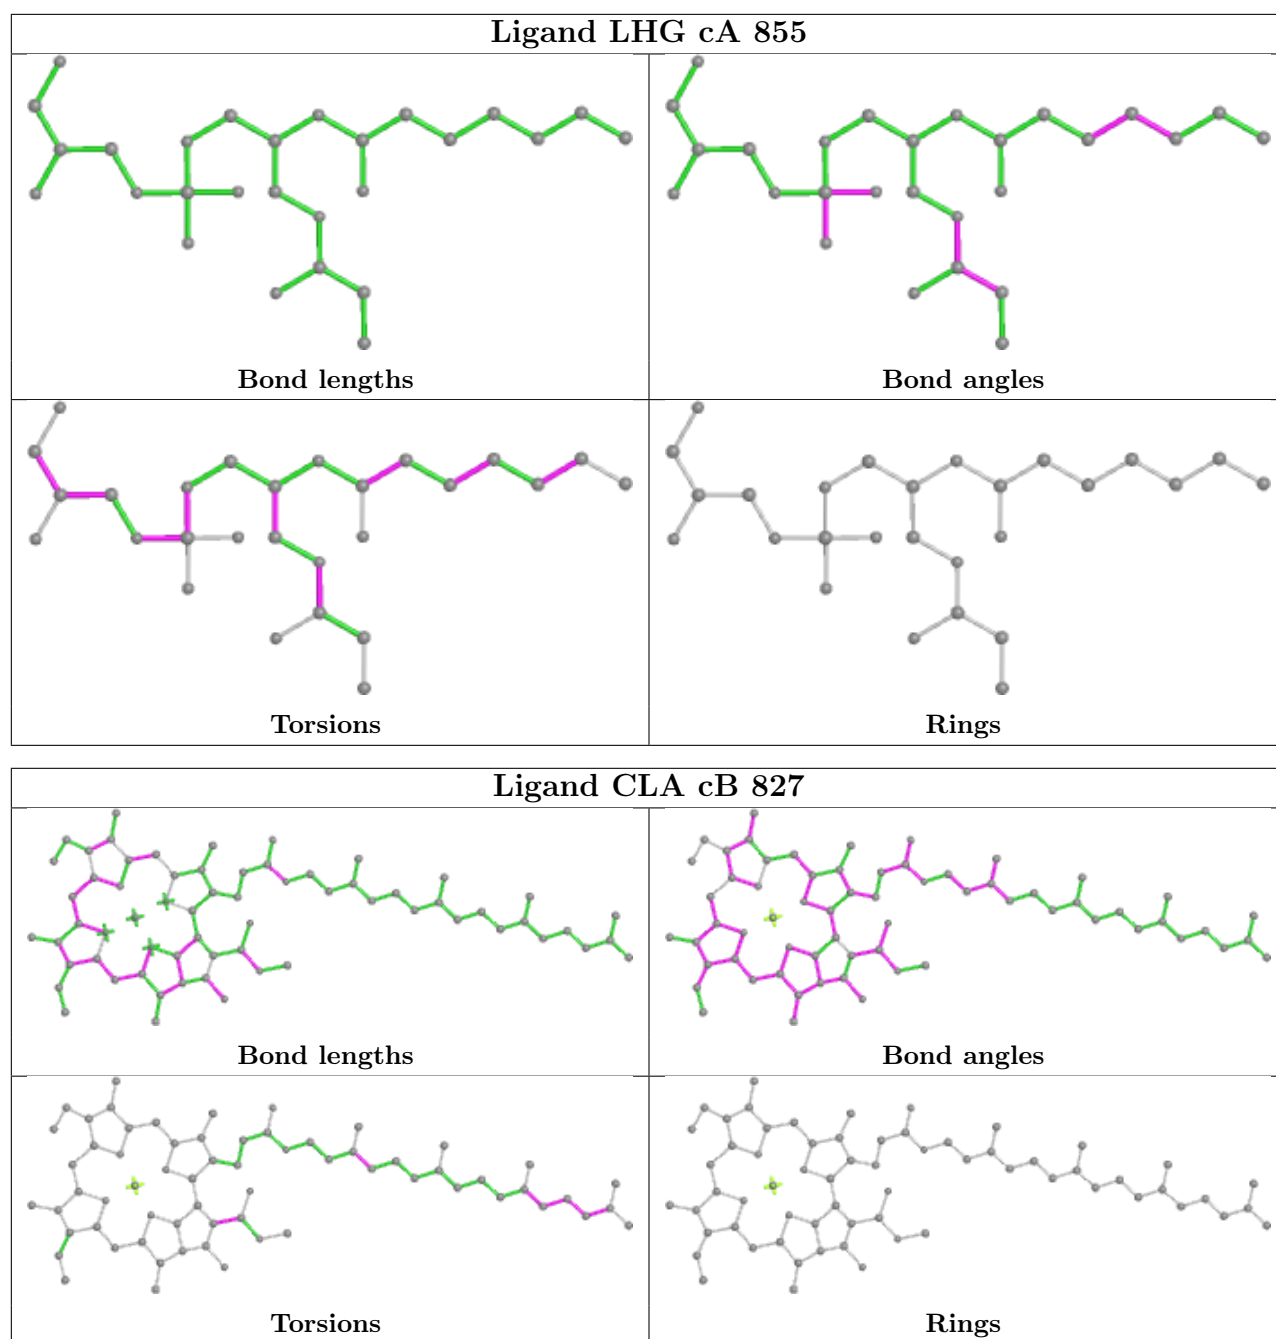 Ligand LHG cA 855
Bond lengths
Bond angles
Torsions
Rings
Ligand CLA cB 827
Bond lengths
Bond angles
Torsions
Rings